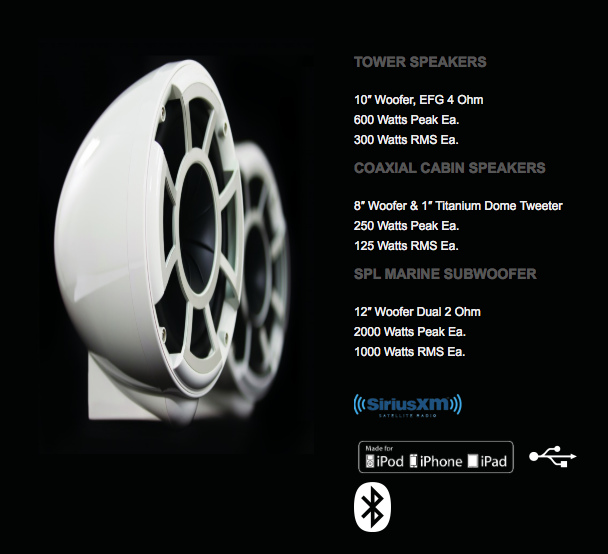 TOWER SPEAKERS
10″ Woofer, EFG 4 Ohm
600 Watts Peak Ea.
300 Watts RMS Ea.
COAXIAL CABIN SPEAKERS
8″ Woofer & 1″ Titanium Dome Tweeter
250 Watts Peak Ea.
125 Watts RMS Ea.
SPL MARINE SUBWOOFER
12″ Woofer Dual 2 Ohm
2000 Watts Peak Ea.
1000 Watts RMS Ea.
SiriusXM
SATELLITE RADIO
Made for
iPod iPhone iPad